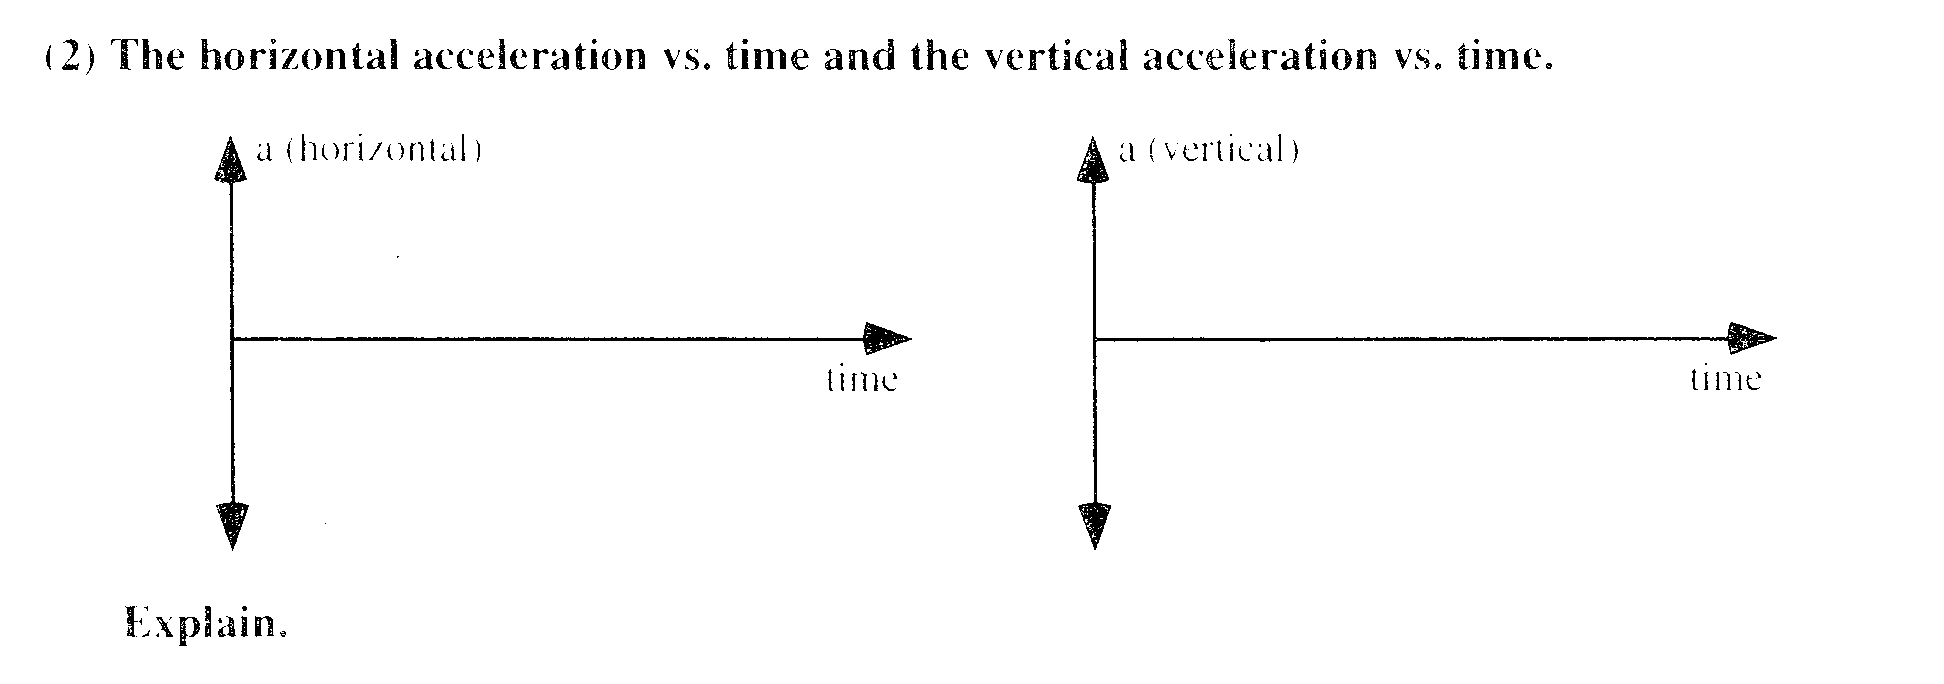 (2) The horizontal acceleration vs. time and the vertical acceleration vs. time.
a (horizontal)
a (vertical)
time
time
Explain.